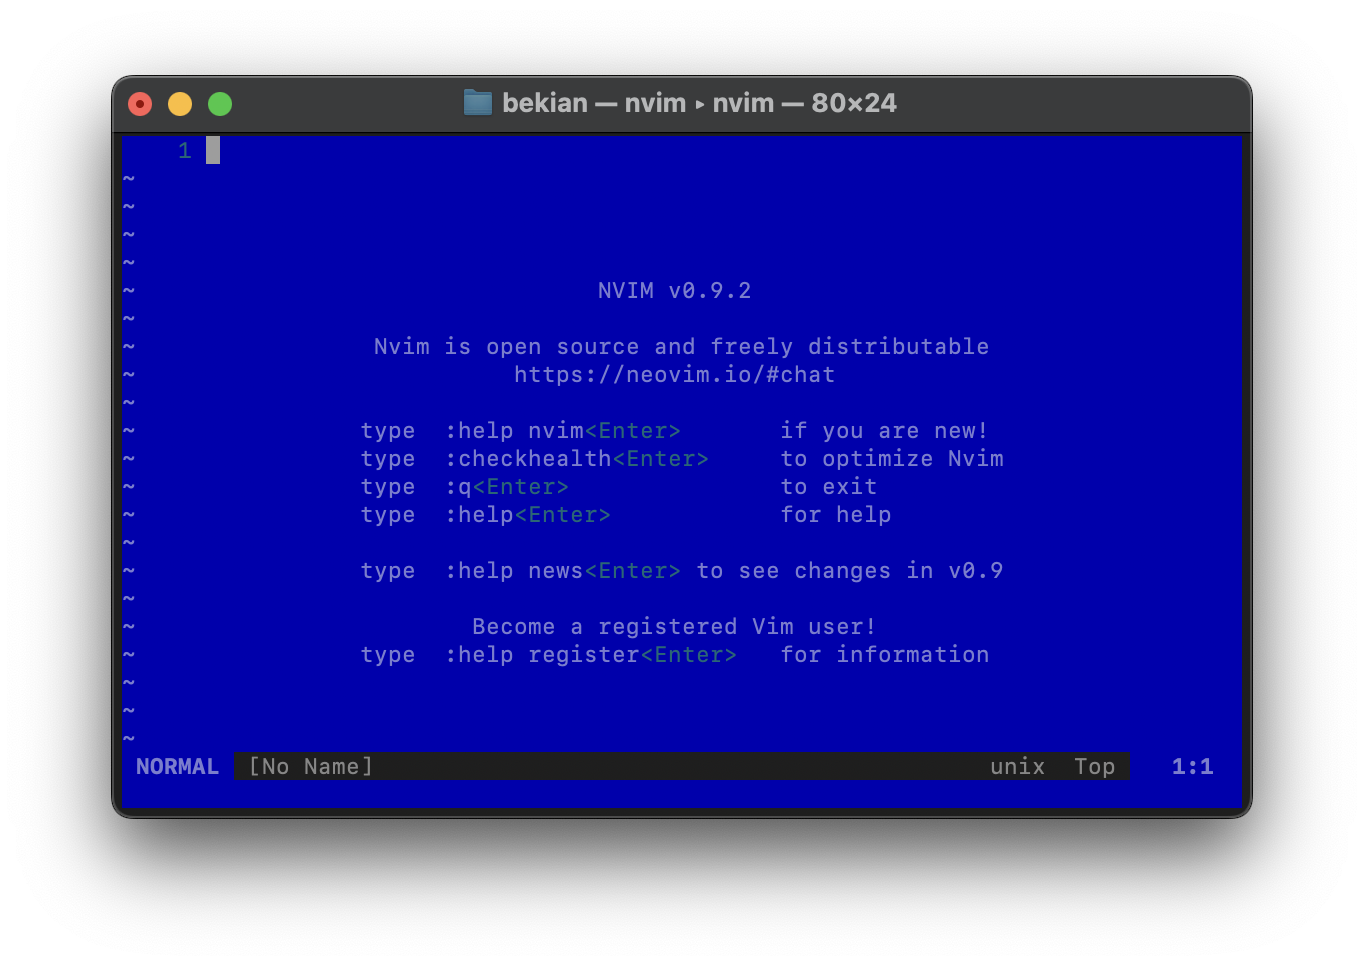 bekian — nvim ▸ nvim — 80×24
1
~
~
~
~
~ NVIM v0.9.2
~
~ Nvim is open source and freely distributable
~ https://neovim.io/#chat
~
~ type :help nvim<Enter> if you are new!
~ type :checkhealth<Enter> to optimize Nvim
~ type :q<Enter> to exit
~ type :help<Enter> for help
~
~ type :help news<Enter> to see changes in v0.9
~
~ Become a registered Vim user!
~ type :help register<Enter> for information
~
~
~
NORMAL [No Name] unix Top 1:1